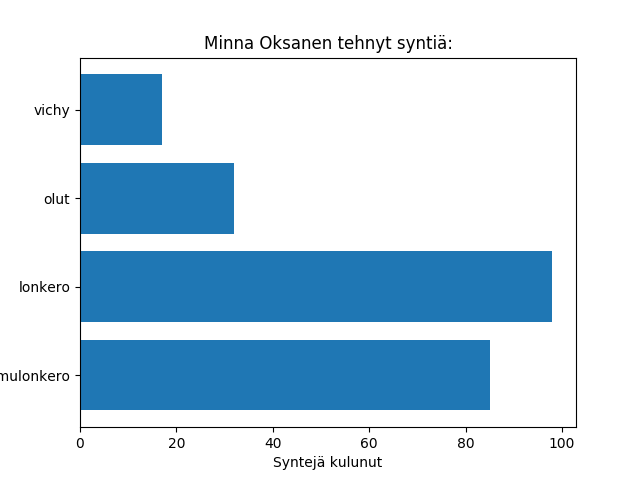 Minna Oksanen tehnyt syntiä:
vichy
olut
lonkero
mulonkero
0 20 40 60 80 100
Syntejä kulunut